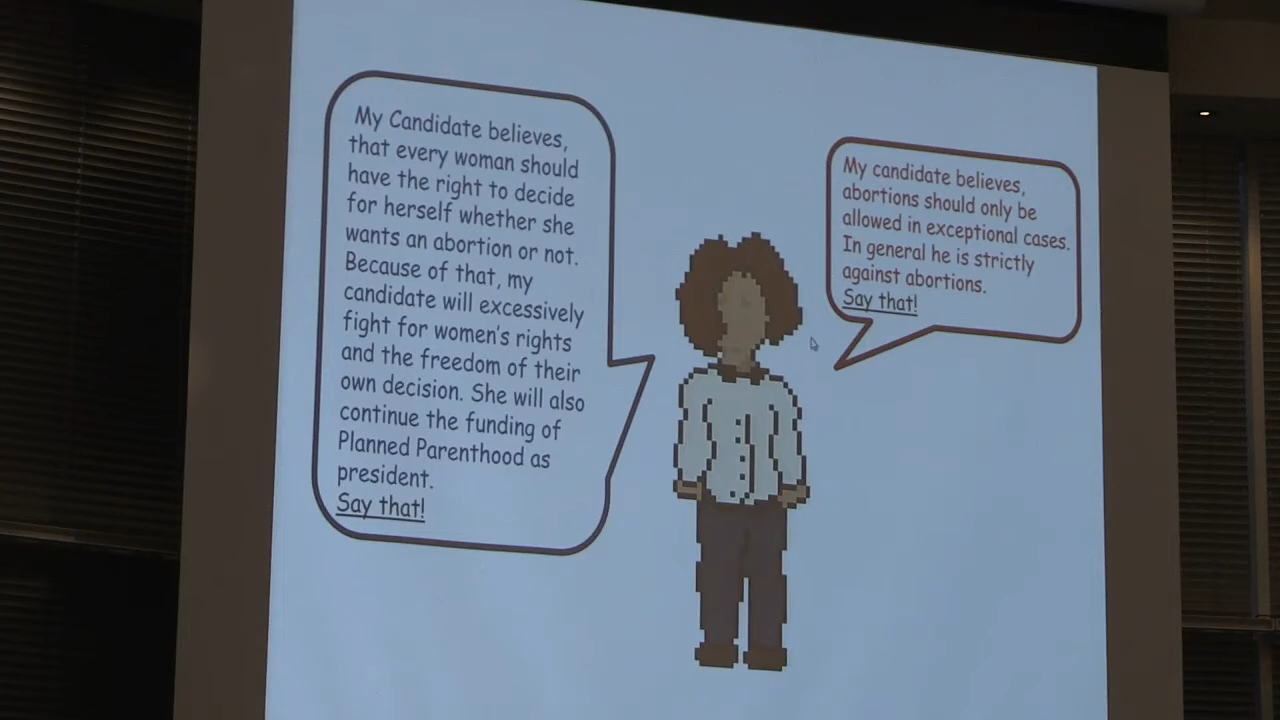 My Candidate believes,
that every woman should
have the right to decide
for herself whether she
wants an abortion or not.
Because of that, my
candidate will excessively
fight for women's rights
and the freedom of their
own decision. She will also
continue the funding of
Planned Parenthood as
president.
Say that!
My candidate believes,
abortions should only be
allowed in exceptional cases.
In general he is strictly
against abortions.
Say that!